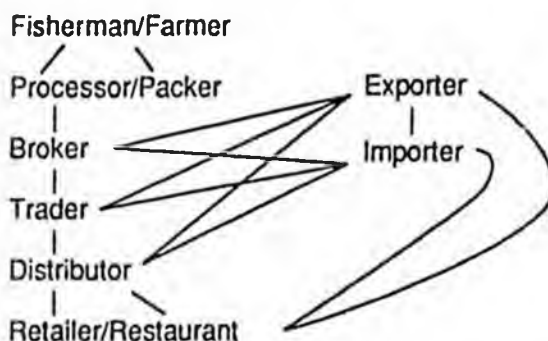 Fisherman/Farmer
Processor/Packer
Exporter
Broker
Importer
Trader
Distributor
Retailer/Restaurant